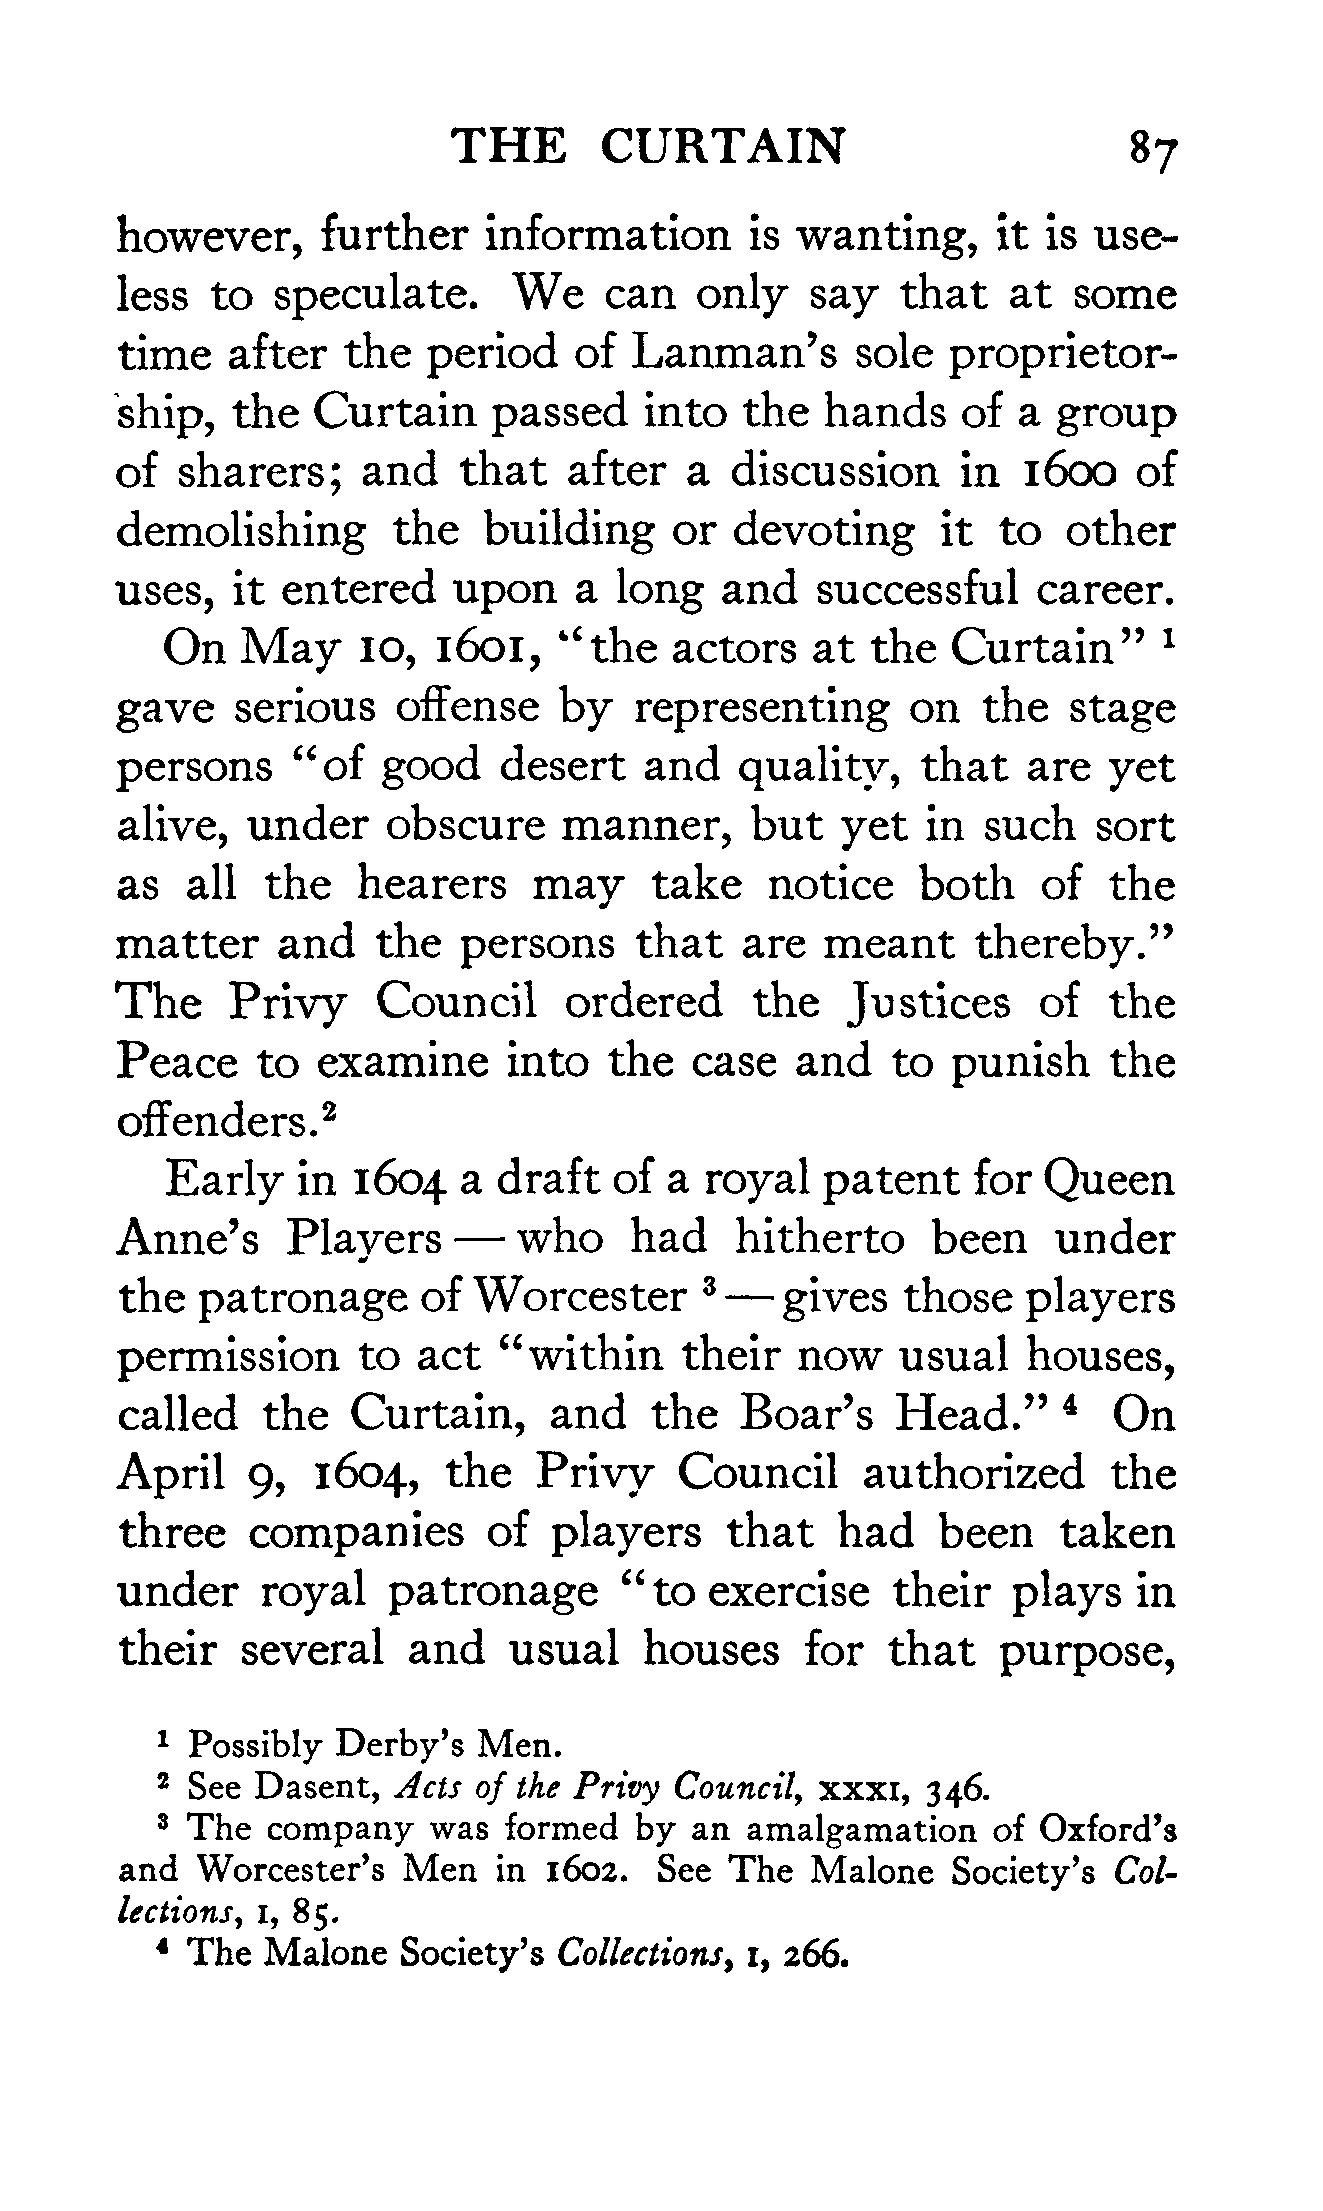 THE CURTAIN 87
however, further information is wanting, it is use-
less to speculate. We can only say that at some
time after the period of Lanman's sole proprietor-
ship, the Curtain passed into the hands of a group
of sharers; and that after a discussion in 1600 of
demolishing the building or devoting it to other
uses, it entered upon a long and successful career.
On May 10, 1601, "the actors at the Curtain" ¹
gave serious offense by representing on the stage
persons "of good desert and quality, that are yet
alive, under obscure manner, but yet in such sort
as all the hearers may take notice both of the
matter and the persons that are meant thereby."
The Privy Council ordered the Justices of the
Peace to examine into the case and to punish the
offenders.²
Early in 1604 a draft of a royal patent for Queen
Anne's Players — who had hitherto been under
the patronage of Worcester ³ — gives those players
permission to act "within their now usual houses,
called the Curtain, and the Boar's Head." ⁴ On
April 9, 1604, the Privy Council authorized the
three companies of players that had been taken
under royal patronage "to exercise their plays in
their several and usual houses for that purpose,
¹ Possibly Derby's Men.
² See Dasent, Acts of the Privy Council, XXXI, 346.
³ The company was formed by an amalgamation of Oxford's
and Worcester's Men in 1602. See The Malone Society's Col-
lections, I, 85.
⁴ The Malone Society's Collections, I, 266.